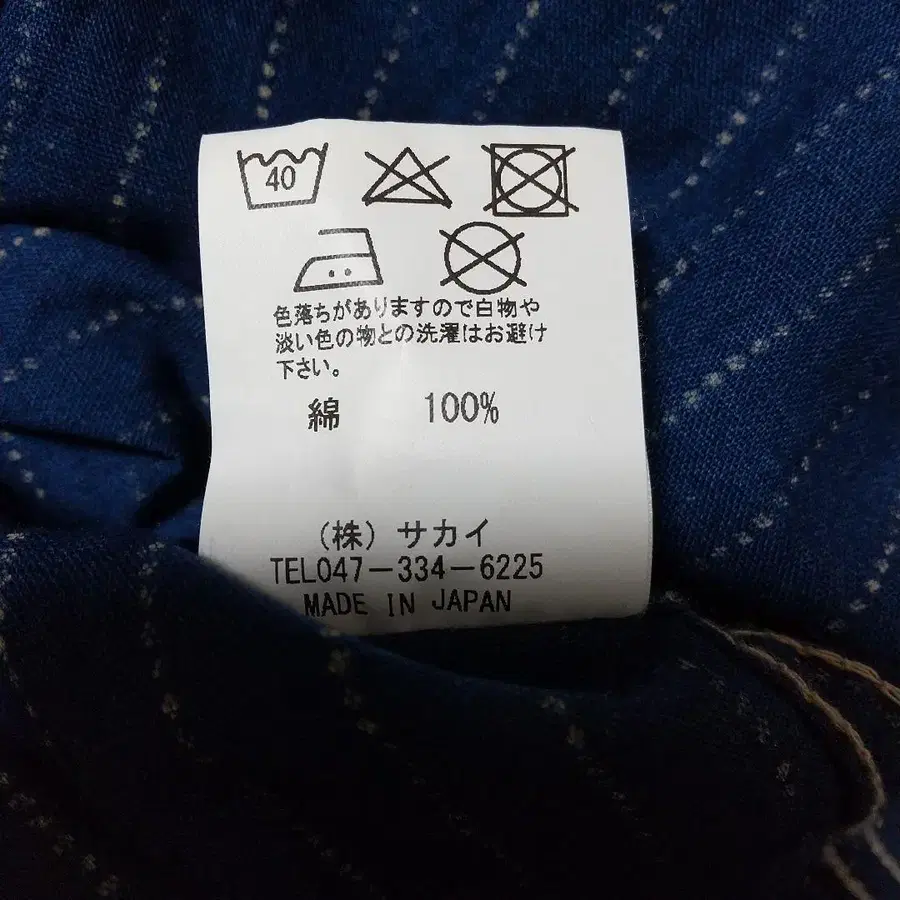 40
色落ちがありますので白物や
淡い色の物との洗濯はお避け
下さい。
綿 100%
(株)サカイ
TEL047-334-6225
MADE IN JAPAN